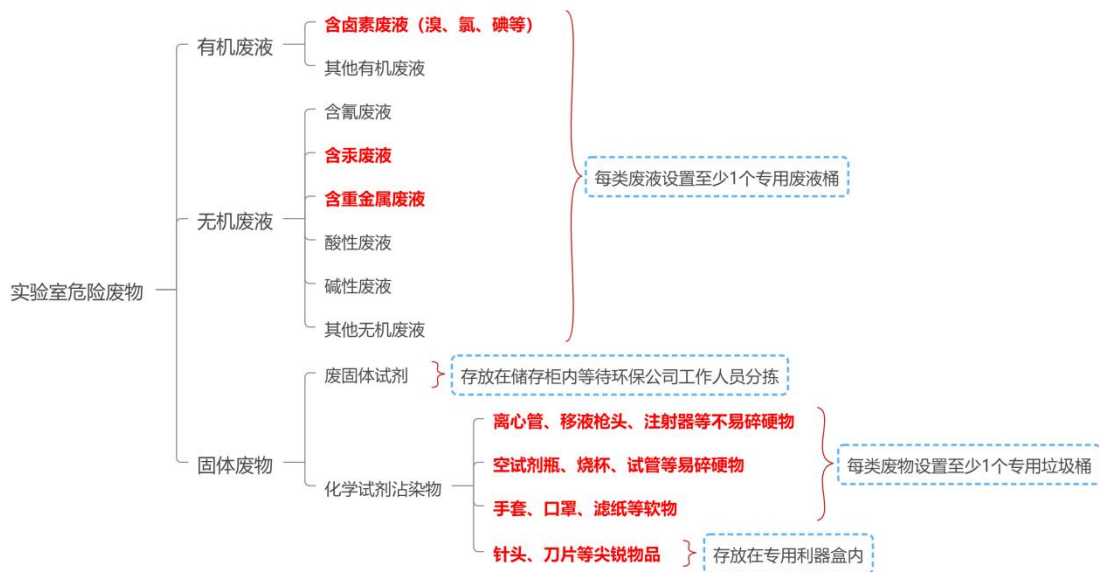 含卤素废液（溴、氯、碘等）
有机废液
其他有机废液
含氰废液
含汞废液
每类废液设置至少1个专用废液桶
含重金属废液
无机废液
酸性废液
碱性废液
实验室危险废物
其他无机废液
废固体试剂
存放在储存柜内等待环保公司工作人员分拣
离心管、移液枪头、注射器等不易碎硬物
固体废物
空试剂瓶、烧杯、试管等易碎硬物
每类废物设置至少1个专用垃圾桶
化学试剂沾染物
手套、口罩、滤纸等软物
针头、刀片等尖锐物品
存放在专用利器盒内